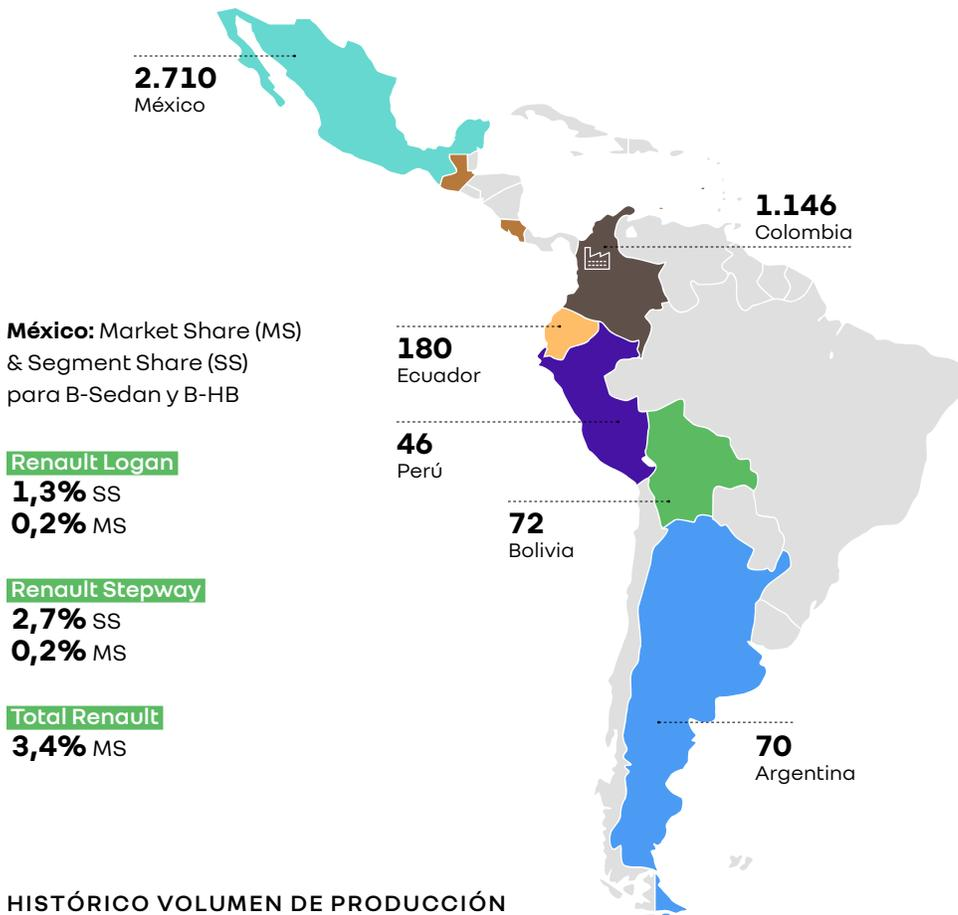 2.710
México
1.146
Colombia
México: Market Share (MS)
& Segment Share (SS)
para B-Sedan y B-HB
180
Ecuador
46
Perú
Renault Logan
1,3% SS
0,2% MS
72
Bolivia
Renault Stepway
2,7% SS
0,2% MS
Total Renault
3,4% MS
70
Argentina
HISTÓRICO VOLUMEN DE PRODUCCIÓN